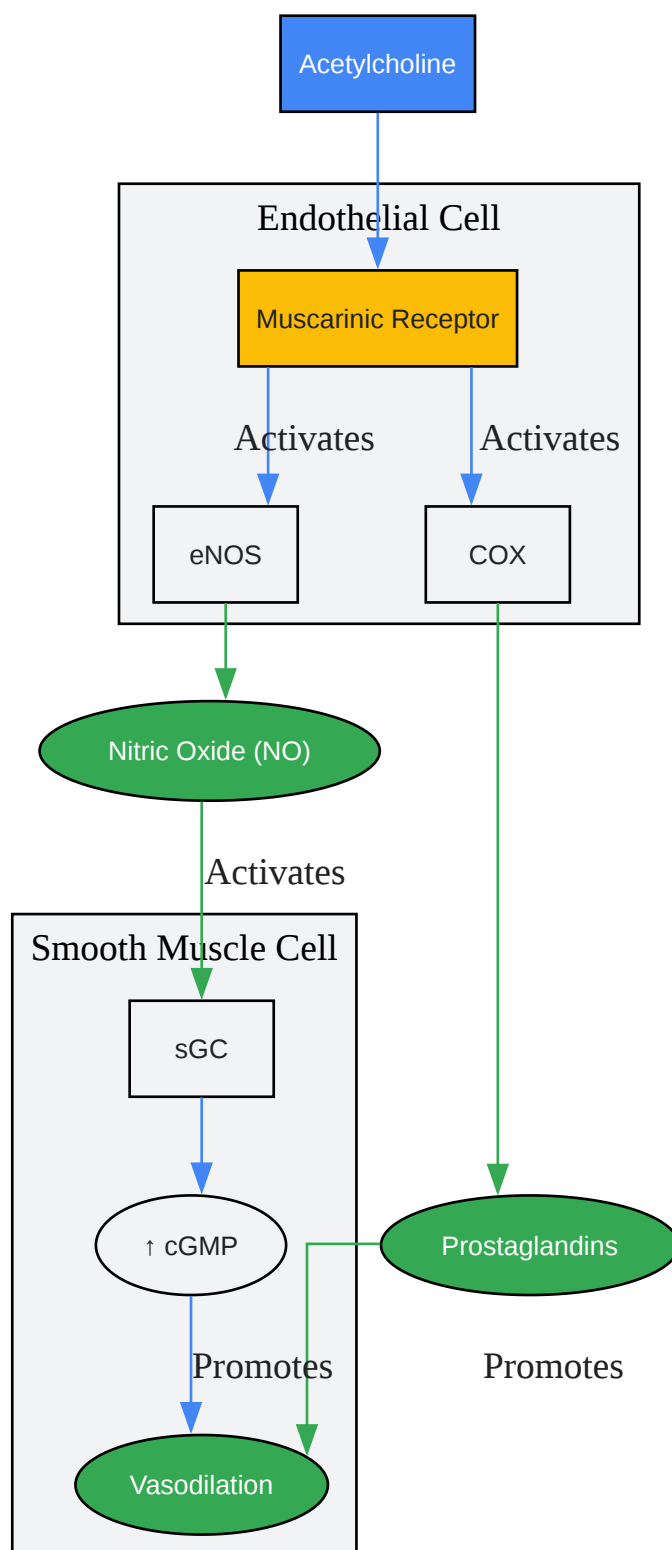 Acetylcholine
Endothelial Cell
Muscarinic Receptor
Activates
Activates
eNOS
COX
Nitric Oxide (NO)
Activates
Smooth Muscle Cell
sGC
↑ cGMP
Prostaglandins
Promotes
Promotes
Vasodilation